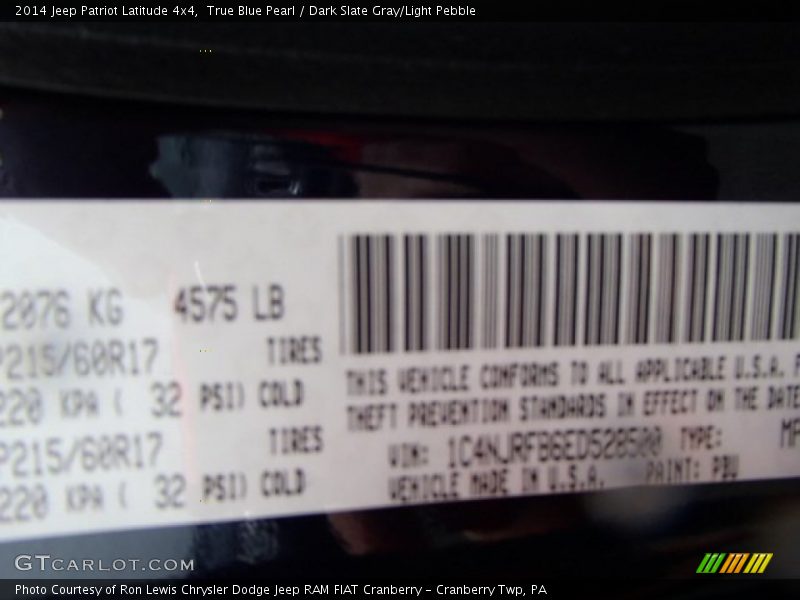 2014 Jeep Patriot Latitude 4x4,  True Blue Pearl / Dark Slate Gray/Light Pebble
2076 KG 4575 LB
P215/60R17 TIRES
220 KPA ( 32 PSI) COLD
P215/60R17 TIRES
220 KPA ( 32 PSI) COLD
THIS VEHICLE CONFORMS TO ALL APPLICABLE U.S.A. F
THEFT PREVENTION STANDARDS IN EFFECT ON THE DATE
VIN: 1C4NJRFB6ED528500 TYPE: MP
VEHICLE MADE IN U.S.A. PAINT: PBU
GTCARLOT.COM
Photo Courtesy of Ron Lewis Chrysler Dodge Jeep RAM FIAT Cranberry - Cranberry Twp, PA